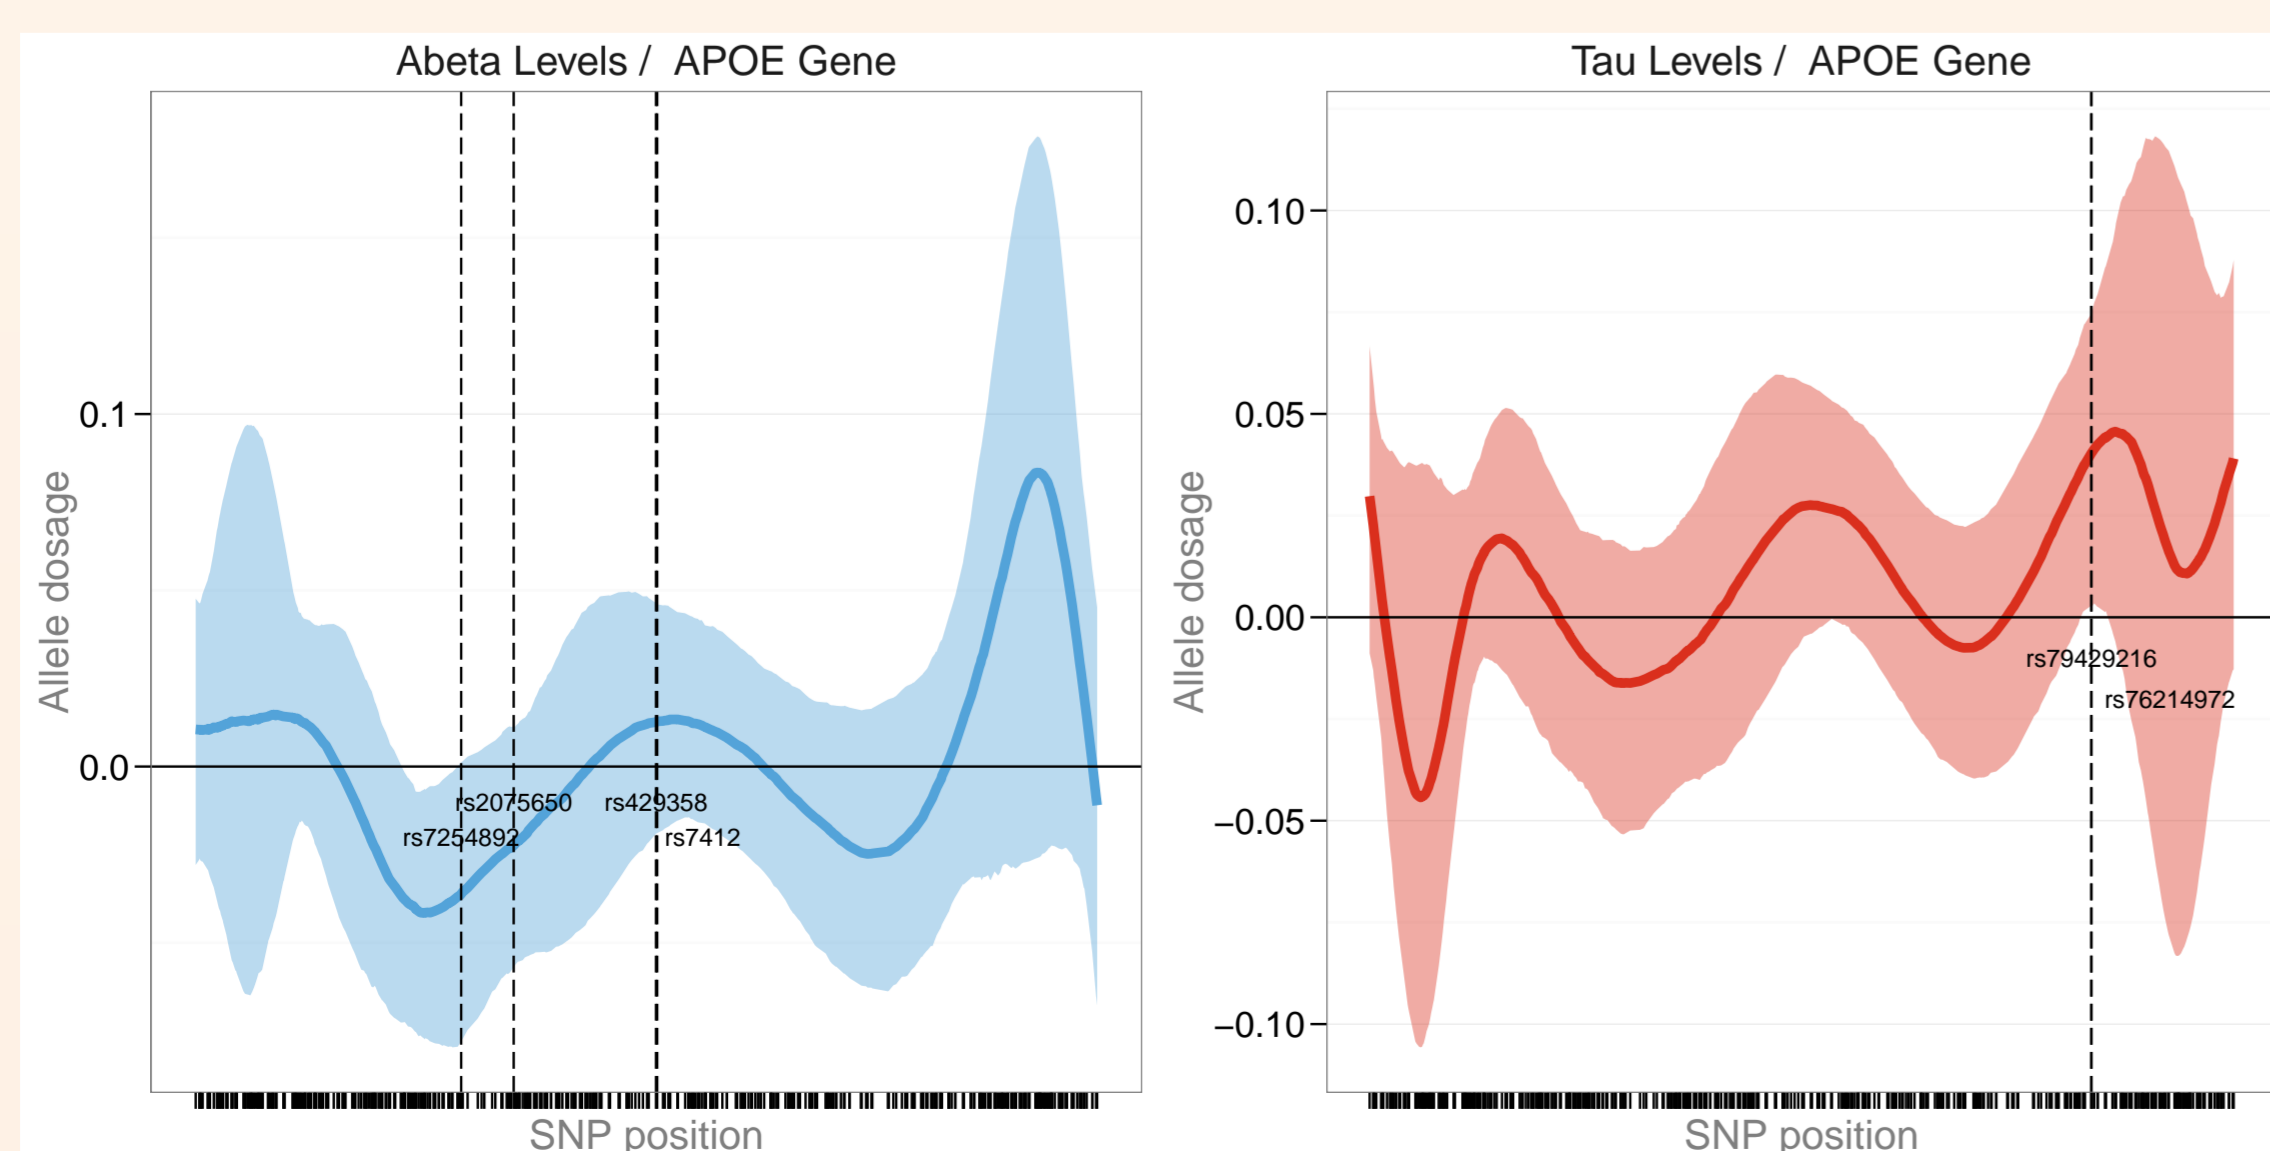 Abeta Levels /  APOE Gene
0.1
0.0
Allele dosage
rs2075650
rs429358
rs7254892
rs7412
SNP position
Tau Levels /  APOE Gene
0.10
0.05
0.00
−0.05
−0.10
Allele dosage
rs79429216
rs76214972
SNP position